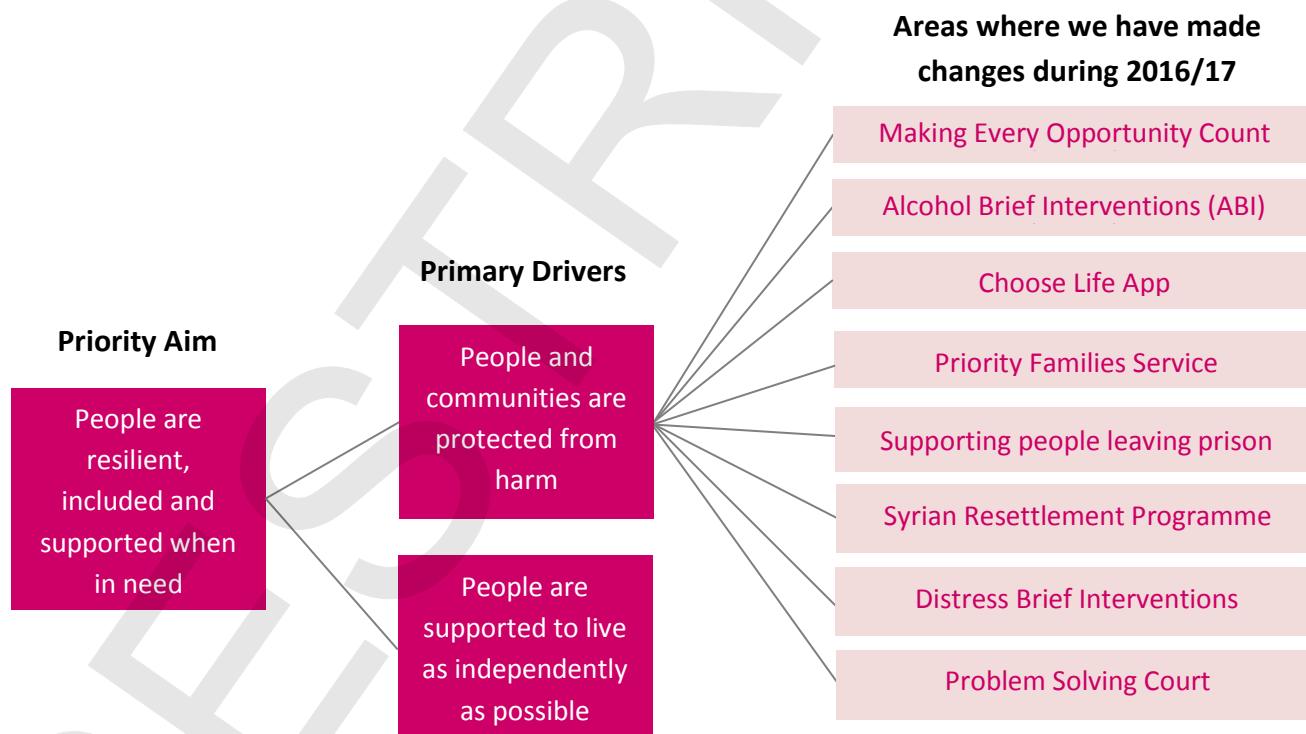 Areas where we have made
changes during 2016/17
Making Every Opportunity Count
Alcohol Brief Interventions (ABI)
Choose Life App
Priority Families Service
Supporting people leaving prison
Syrian Resettlement Programme
Distress Brief Interventions
Problem Solving Court
Primary Drivers
People and
communities are
protected from
harm
People are
supported to live
as independently
as possible
Priority Aim
People are
resilient,
included and
supported when
in need